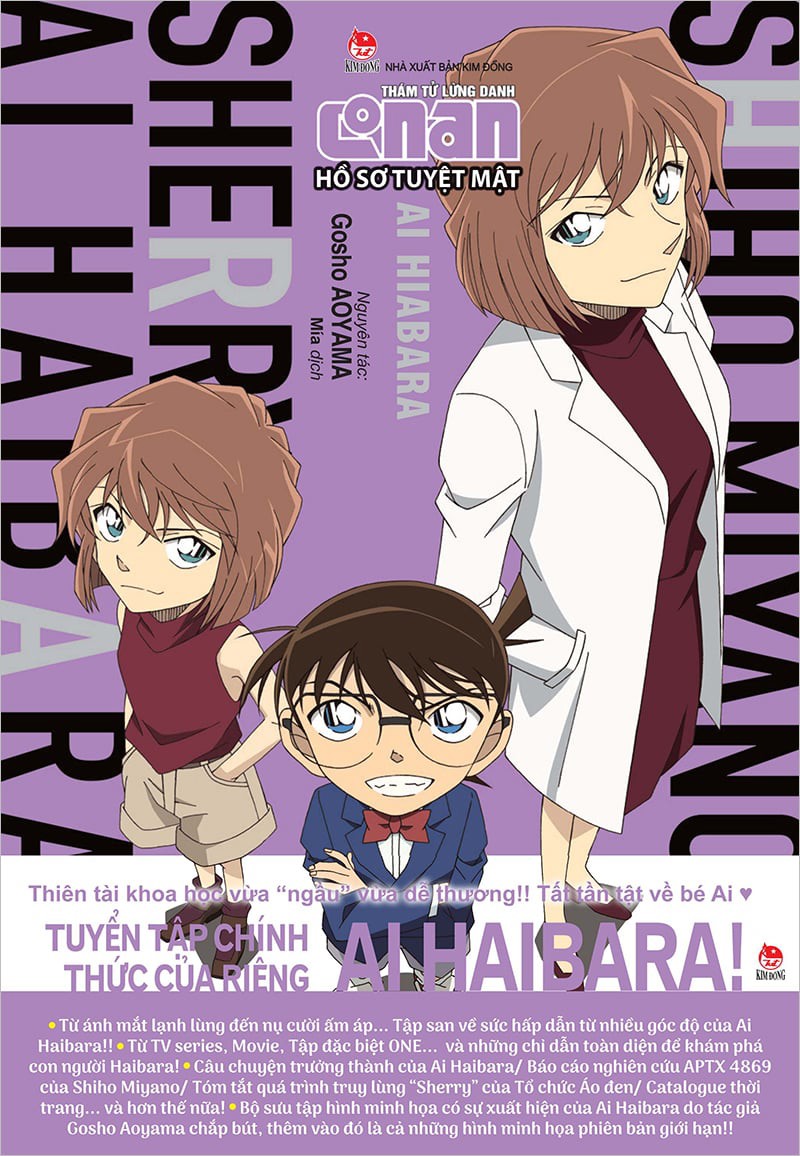 KIM ĐỒNG
NHÀ XUẤT BẢN KIM ĐỒNG
THÁM TỬ LỪNG DANH
Conan
HỒ SƠ TUYỆT MẬT
AI HIABARA
Nguyên tác:
Gosho AOYAMA
Mía dịch
SHIHO MIYANO
SHERRY
AI HAIBARA
Thiên tài khoa học vừa “ngầu” vừa dễ thương!! Tất tần tật về bé Ai ♥
TUYỂN TẬP CHÍNH
THỨC CỦA RIÊNG
AI HAIBARA!
KIM ĐỒNG
• Từ ánh mắt lạnh lùng đến nụ cười ấm áp... Tập san về sức hấp dẫn từ nhiều góc độ của Ai
Haibara!! • Từ TV series, Movie, Tập đặc biệt ONE... và những chỉ dẫn toàn diện để khám phá
con người Haibara! • Câu chuyện trưởng thành của Ai Haibara/ Báo cáo nghiên cứu APTX 4869
của Shiho Miyano/ Tóm tắt quá trình truy lùng “Sherry” của Tổ chức Áo đen/ Catalogue thời
trang... và hơn thế nữa! • Bộ sưu tập hình minh họa có sự xuất hiện của Ai Haibara do tác giả
Gosho Aoyama chắp bút, thêm vào đó là cả những hình minh họa phiên bản giới hạn!!